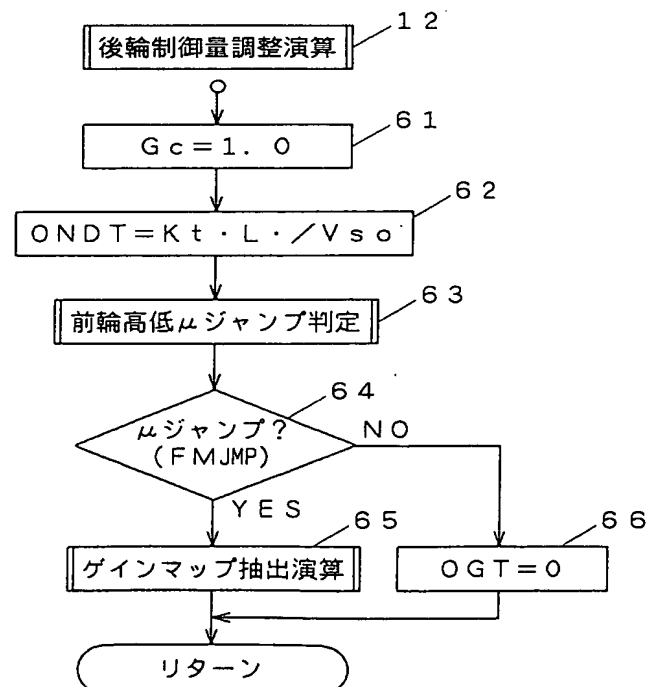 12
後輪制御量調整演算
61
Gc=1.0
62
ONDT=Kt・L・/Vso
63
前輪高低μジャンプ判定
64
μジャンプ?
(FMJMP)
NO
YES
65
66
ゲインマップ抽出演算
OGT=0
リターン